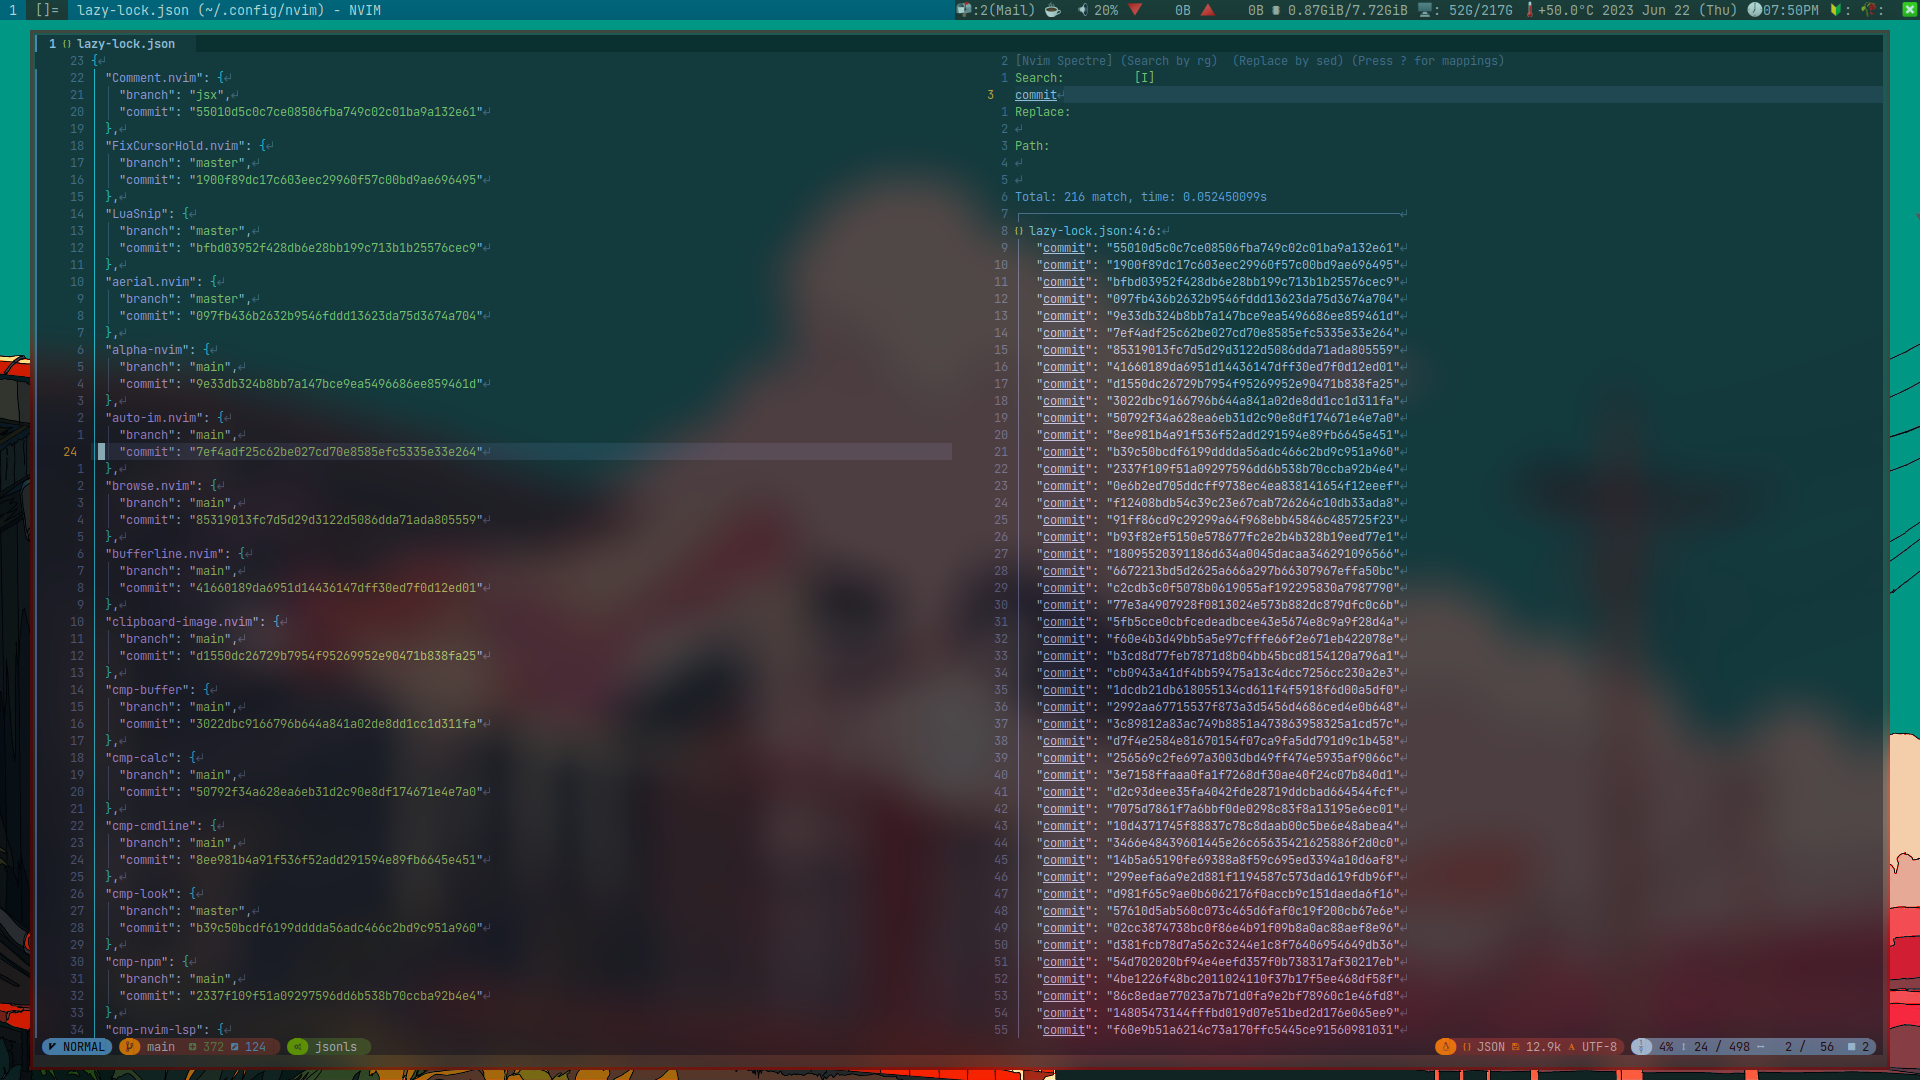 1 []= lazy-lock.json (~/.config/nvim) - NVIM :2(Mail) 20% 0B 0B 0.87GiB/7.72GiB : 52G/217G +50.0°C 2023 Jun 22 (Thu) 07:50PM : :
1 lazy-lock.json
23 {
22 "Comment.nvim": {
21 "branch": "jsx",
20 "commit": "55010d5c0c7ce08506fba749c02c01ba9a132e61"
19 },
18 "FixCursorHold.nvim": {
17 "branch": "master",
16 "commit": "1900f89dc17c603eec29960f57c00bd9ae696495"
15 },
14 "LuaSnip": {
13 "branch": "master",
12 "commit": "bfbd03952f428db6e28bb199c713b1b25576cec9"
11 },
10 "aerial.nvim": {
9 "branch": "master",
8 "commit": "097fb436b2632b9546fddd13623da75d3674a704"
7 },
6 "alpha-nvim": {
5 "branch": "main",
4 "commit": "9e33db324b8bb7a147bce9ea5496686ee859461d"
3 },
2 "auto-im.nvim": {
1 "branch": "main",
24 "commit": "7ef4adf25c62be027cd70e8585efc5335e33e264"
1 },
2 "browse.nvim": {
3 "branch": "main",
4 "commit": "85319013fc7d5d29d3122d5086dda71ada805559"
5 },
6 "bufferline.nvim": {
7 "branch": "main",
8 "commit": "41660189da6951d14436147dff30ed7f0d12ed01"
9 },
10 "clipboard-image.nvim": {
11 "branch": "main",
12 "commit": "d1550dc26729b7954f95269952e90471b838fa25"
13 },
14 "cmp-buffer": {
15 "branch": "main",
16 "commit": "3022dbc9166796b644a841a02de8dd1cc1d311fa"
17 },
18 "cmp-calc": {
19 "branch": "main",
20 "commit": "50792f34a628ea6eb31d2c90e8df174671e4e7a0"
21 },
22 "cmp-cmdline": {
23 "branch": "main",
24 "commit": "8ee981b4a91f536f52add291594e89fb6645e451"
25 },
26 "cmp-look": {
27 "branch": "master",
28 "commit": "b39c50bcdf6199dddda56adc466c2bd9c951a960"
29 },
30 "cmp-npm": {
31 "branch": "main",
32 "commit": "2337f109f51a09297596dd6b538b70ccba92b4e4"
33 },
34 "cmp-nvim-lsp": {
2 [Nvim Spectre] (Search by rg) (Replace by sed) (Press ? for mappings)
1 Search: [I]
3 commit
1 Replace:
2
3 Path:
4
5
6 Total: 216 match, time: 0.052450099s
7
8 lazy-lock.json:4:6:
9 "commit": "55010d5c0c7ce08506fba749c02c01ba9a132e61"
10 "commit": "1900f89dc17c603eec29960f57c00bd9ae696495"
11 "commit": "bfbd03952f428db6e28bb199c713b1b25576cec9"
12 "commit": "097fb436b2632b9546fddd13623da75d3674a704"
13 "commit": "9e33db324b8bb7a147bce9ea5496686ee859461d"
14 "commit": "7ef4adf25c62be027cd70e8585efc5335e33e264"
15 "commit": "85319013fc7d5d29d3122d5086dda71ada805559"
16 "commit": "41660189da6951d14436147dff30ed7f0d12ed01"
17 "commit": "d1550dc26729b7954f95269952e90471b838fa25"
18 "commit": "3022dbc9166796b644a841a02de8dd1cc1d311fa"
19 "commit": "50792f34a628ea6eb31d2c90e8df174671e4e7a0"
20 "commit": "8ee981b4a91f536f52add291594e89fb6645e451"
21 "commit": "b39c50bcdf6199dddda56adc466c2bd9c951a960"
22 "commit": "2337f109f51a09297596dd6b538b70ccba92b4e4"
23 "commit": "0e6b2ed705ddcff9738ec4ea838141654f12eeef"
24 "commit": "f12408bdb54c39c23e67cab726264c10db33ada8"
25 "commit": "91ff86cd9c29299a64f968ebb45846c485725f23"
26 "commit": "b93f82ef5150e578677fc2e2b4b328b19eed77e1"
27 "commit": "18095520391186d634a0045dacaa346291096566"
28 "commit": "6672213bd5d2625a666a297b66307967effa50bc"
29 "commit": "c2cdb3c0f5078b0619055af192295830a7987790"
30 "commit": "77e3a4907928f0813024e573b882dc879dfc0c6b"
31 "commit": "5fb5cce0cbfcedeadbcee43e5674e8c9a9f28d4a"
32 "commit": "f60e4b3d49bb5a5e97cfffe66f2e671eb422078e"
33 "commit": "b3cd8d77feb7871d8b04bb45bcd8154120a796a1"
34 "commit": "cb0943a41df4bb59475a13c4dcc7256cc230a2e3"
35 "commit": "1dcdb21db618055134cd611f4f5918f6d00a5df0"
36 "commit": "2992aa67715537f873a3d5456d4686ced4e0b648"
37 "commit": "3c89812a83ac749b8851a473863958325a1cd57c"
38 "commit": "d7f4e2584e81670154f07ca9fa5dd791d9c1b458"
39 "commit": "256569c2fe697a3003dbd49ff474e5935af9066c"
40 "commit": "3e7158ffaaa0fa1f7268df30ae40f24c07b840d1"
41 "commit": "d2c93deee35fa4042fde28719ddcbad664544fcf"
42 "commit": "7075d7861f7a6bbf0de0298c83f8a13195e6ec01"
43 "commit": "10d4371745f88837c78c8daab00c5be6e48abea4"
44 "commit": "3466e48439601445e26c65635421625886f2d0c0"
45 "commit": "14b5a65190fe69388a8f59c695ed3394a10d6af8"
46 "commit": "299eefa6a9e2d881f1194587c573dad619fdb96f"
47 "commit": "d981f65c9ae0b6062176f0accb9c151daeda6f16"
48 "commit": "57610d5ab560c073c465d6faf0c19f200cb67e6e"
49 "commit": "02cc3874738bc0f86e4b91f09b8a0ac88aef8e96"
50 "commit": "d381fcb78d7a562c3244e1c8f76406954649db36"
51 "commit": "54d702020bf94e4eefd357f0b738317af30217eb"
52 "commit": "4be1226f48bc2011024110f37b17f5ee468df58f"
53 "commit": "86c8edae77023a7b71d0fa9e2bf78960c1e46fd8"
54 "commit": "14805473144fffbd019d07e51bed2d176e065ee9"
55 "commit": "f60e9b51a6214c73a170ffc5445ce91560981031"
NORMAL main 372 124 jsonls JSON 12.9k UTF-8 4% 24 / 498 2 / 56 2